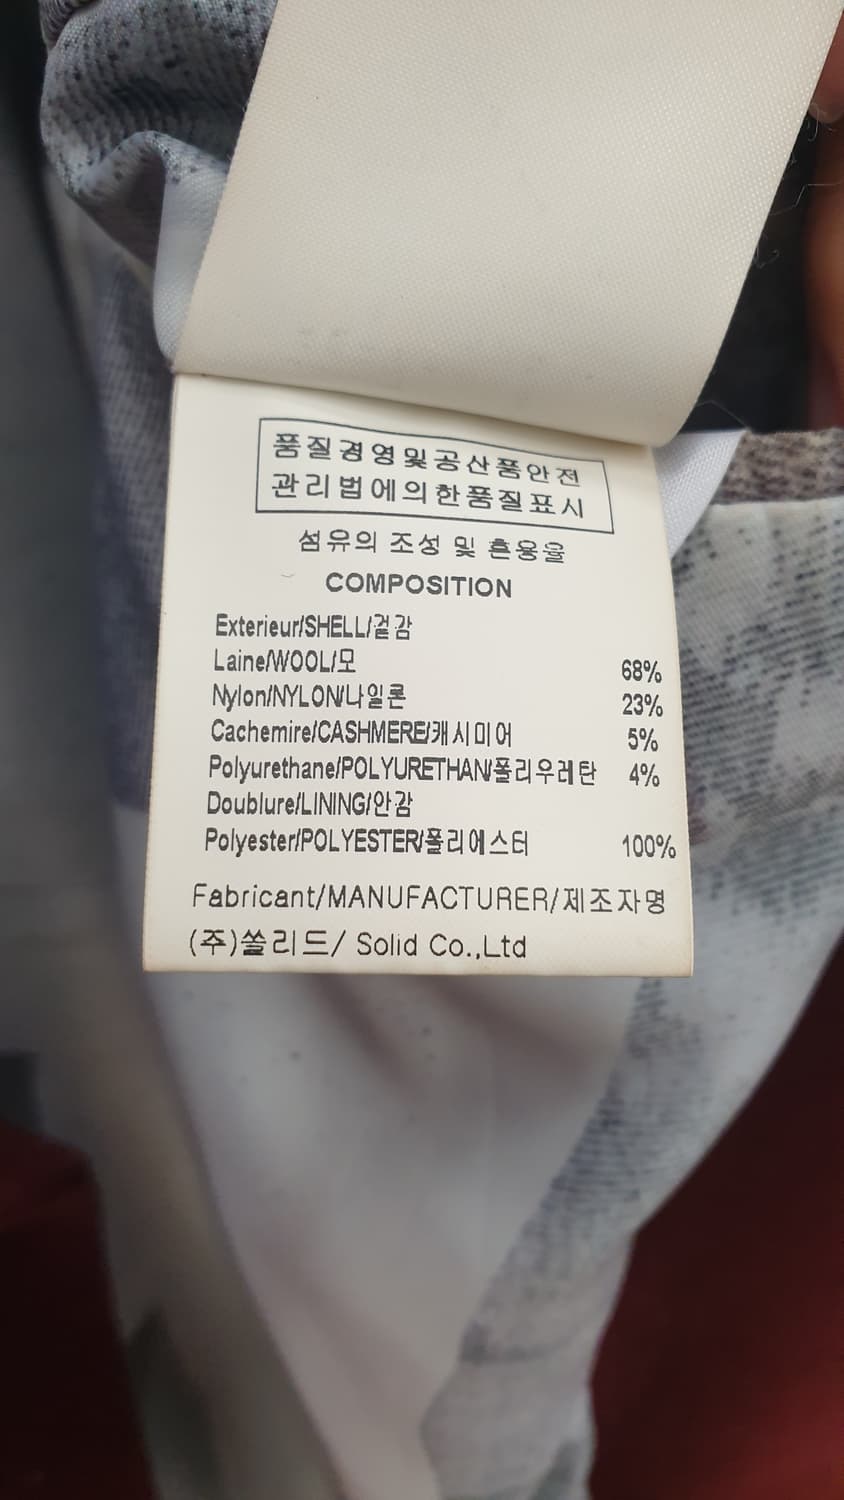 품질경영및공산품안전
관리법에의한품질표시
섬유의 조성 및 혼용율
COMPOSITION
Exterieur/SHELL/겉감
Laine/WOOL/모 68%
Nylon/NYLON/나일론 23%
Cachemire/CASHMERE/캐시미어 5%
Polyurethane/POLYURETHAN/폴리우레탄 4%
Doublure/LINING/안감
Polyester/POLYESTER/폴리에스터 100%
Fabricant/MANUFACTURER/제조자명
(주)쏠리드/ Solid Co.,Ltd